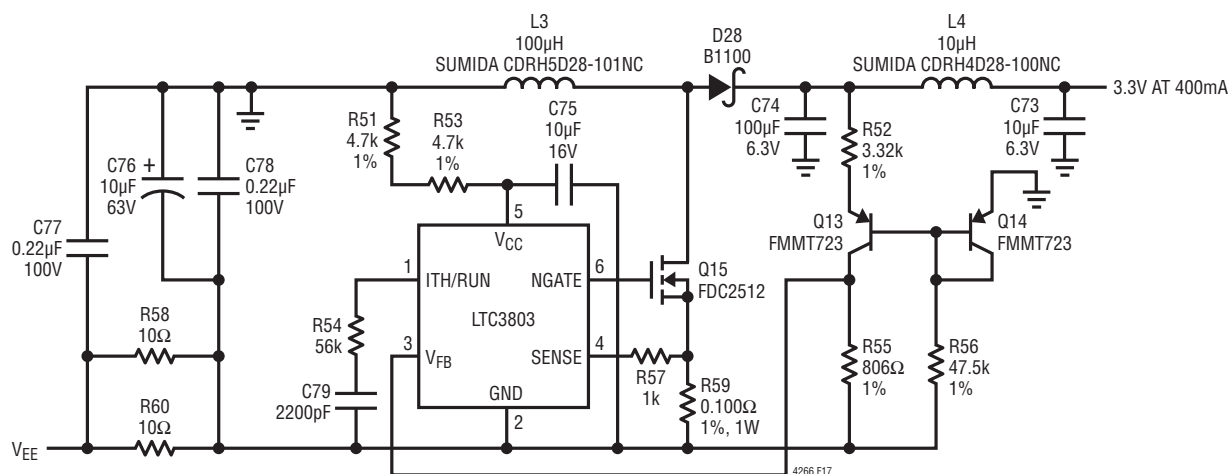 L3
100µH
SUMIDA CDRH5D28-101NC
D28
B1100
L4
10µH
SUMIDA CDRH4D28-100NC
3.3V AT 400mA
R51
4.7k
1%
R53
4.7k
1%
C75
10µF
16V
C74
100µF
6.3V
R52
3.32k
1%
C73
10µF
6.3V
C76
+
10µF
63V
C78
0.22µF
100V
C77
0.22µF
100V
5
VCC
1
ITH/RUN
NGATE
6
Q15
FDC2512
Q13
FMMT723
Q14
FMMT723
LTC3803
R54
56k
3
VFB
SENSE
4
R57
1k
GND
2
C79
2200pF
R58
10Ω
R60
10Ω
R59
0.100Ω
1%, 1W
R55
806Ω
1%
R56
47.5k
1%
VEE
4266 F17